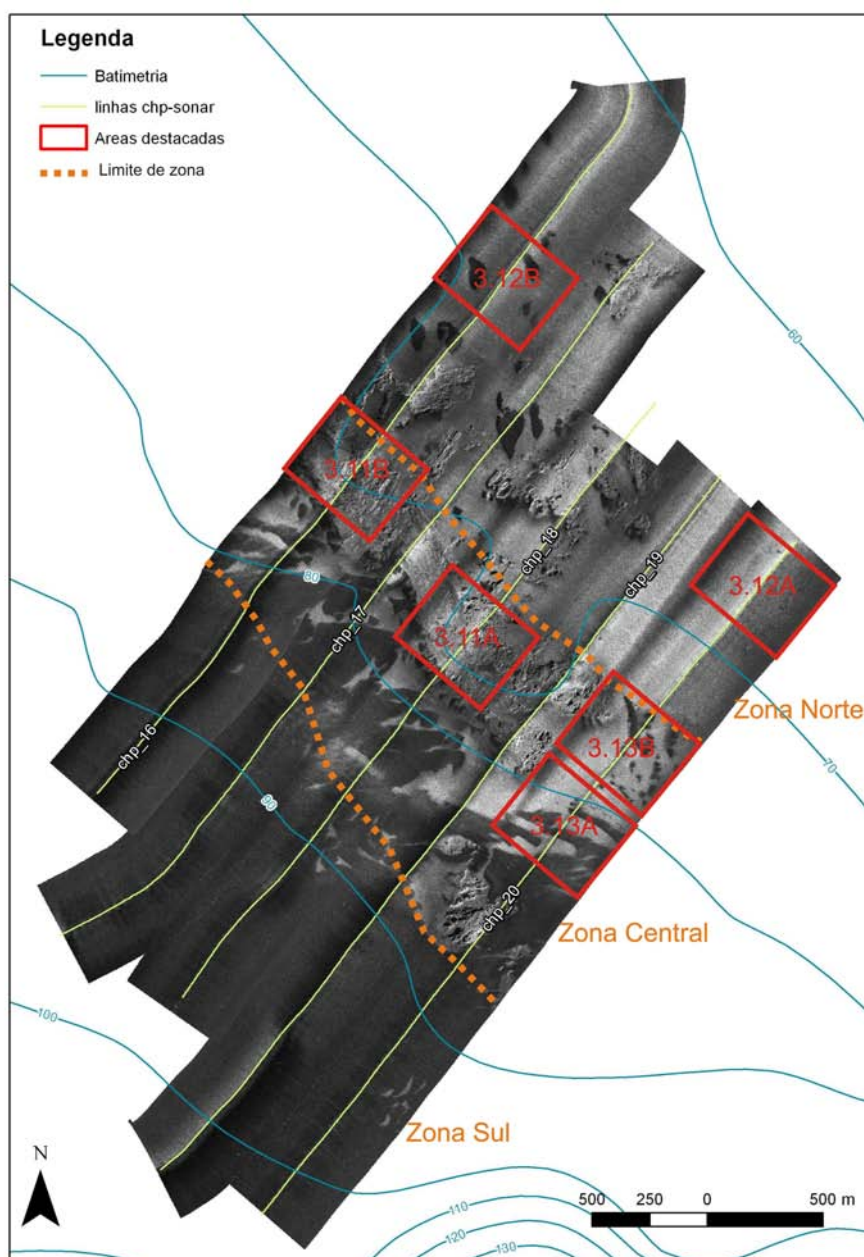 Legenda
Batimetria
linhas chp-sonar
Areas destacadas
Limite de zona
60
3.12B
3.11B
chp_18
chp_19
80
3.12A
chp_17
3.11A
Zona Norte
chp_16
3.13B
70
90
3.13A
chp_20
Zona Central
100
Zona Sul
N
500 250 0 500 m
110
120
130